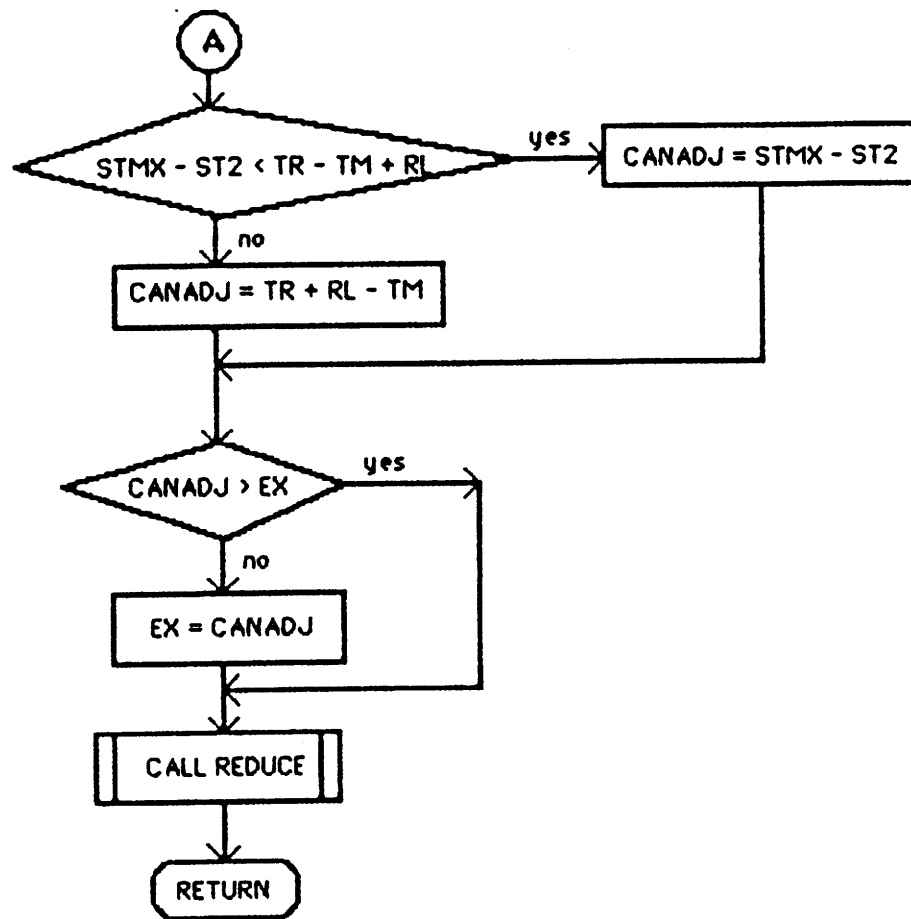 A
STMX - ST2 < TR - TM + RL
yes
CANADJ = STMX - ST2
no
CANADJ = TR + RL - TM
CANADJ > EX
yes
no
EX = CANADJ
CALL REDUCE
RETURN